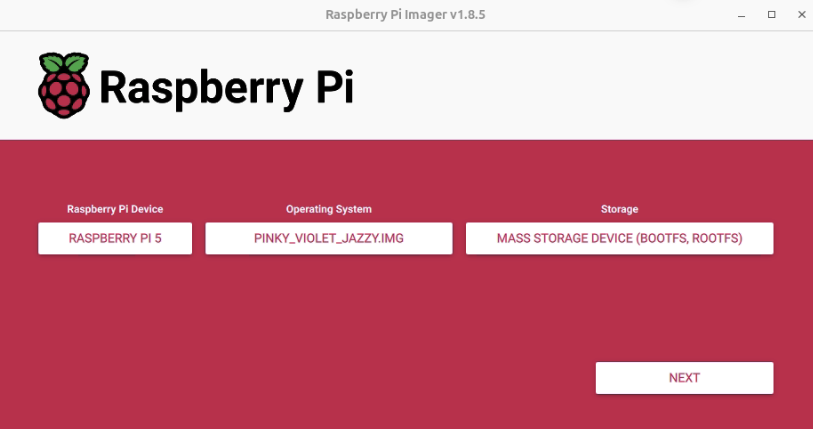 Raspberry Pi Imager v1.8.5
Raspberry Pi
Raspberry Pi Device
Operating System
Storage
RASPBERRY PI 5
PINKY_VIOLET_JAZZY.IMG
MASS STORAGE DEVICE (BOOTFS, ROOTFS)
NEXT